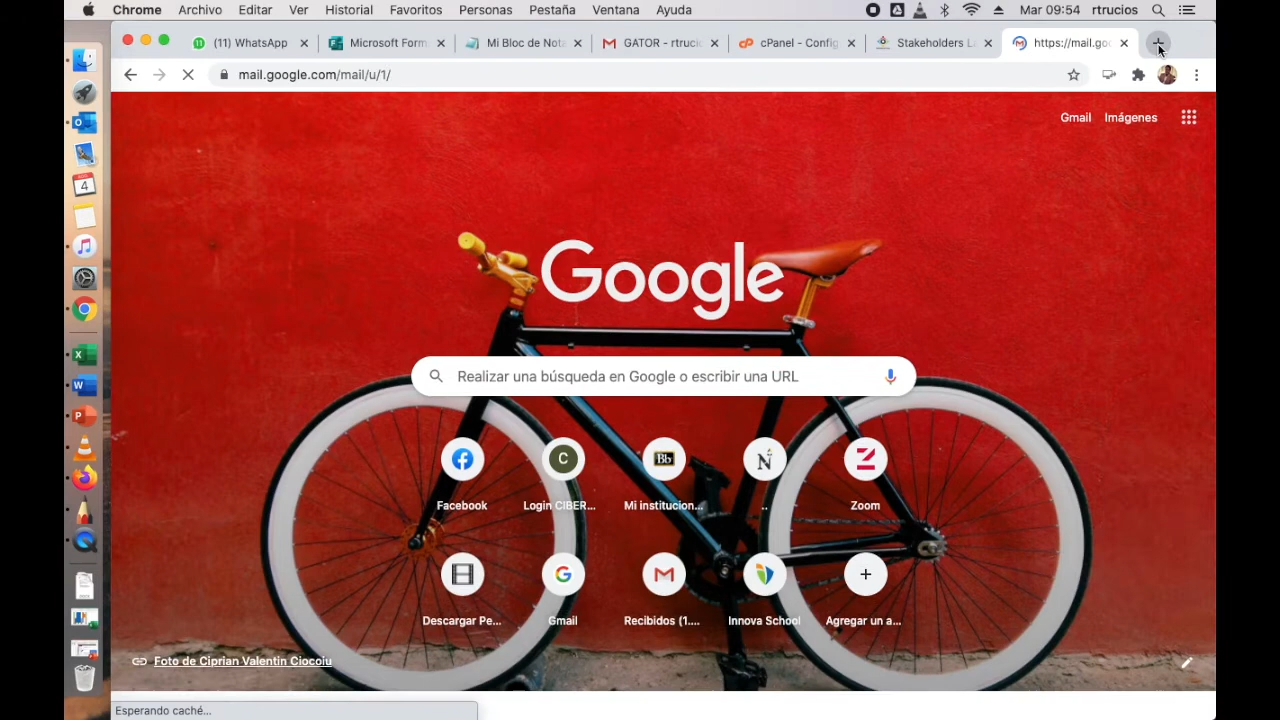 Chrome Archivo Editar Ver Historial Favoritos Personas Pestaña Ventana Ayuda Mar 09:54 rtrucios
(11) WhatsApp Microsoft Form Mi Bloc de Nota GATOR - rtrucio cPanel - Config Stakeholders La https://mail.goo
mail.google.com/mail/u/1/
Gmail Imágenes
4
Google
Realizar una búsqueda en Google o escribir una URL
C Bb N
Facebook Login CIBER... Mi institucion... .. Zoom
Descargar Pe... Gmail Recibidos (1.... Innova School Agregar un a...
Foto de Ciprian Valentin Ciocoiu
Esperando caché...